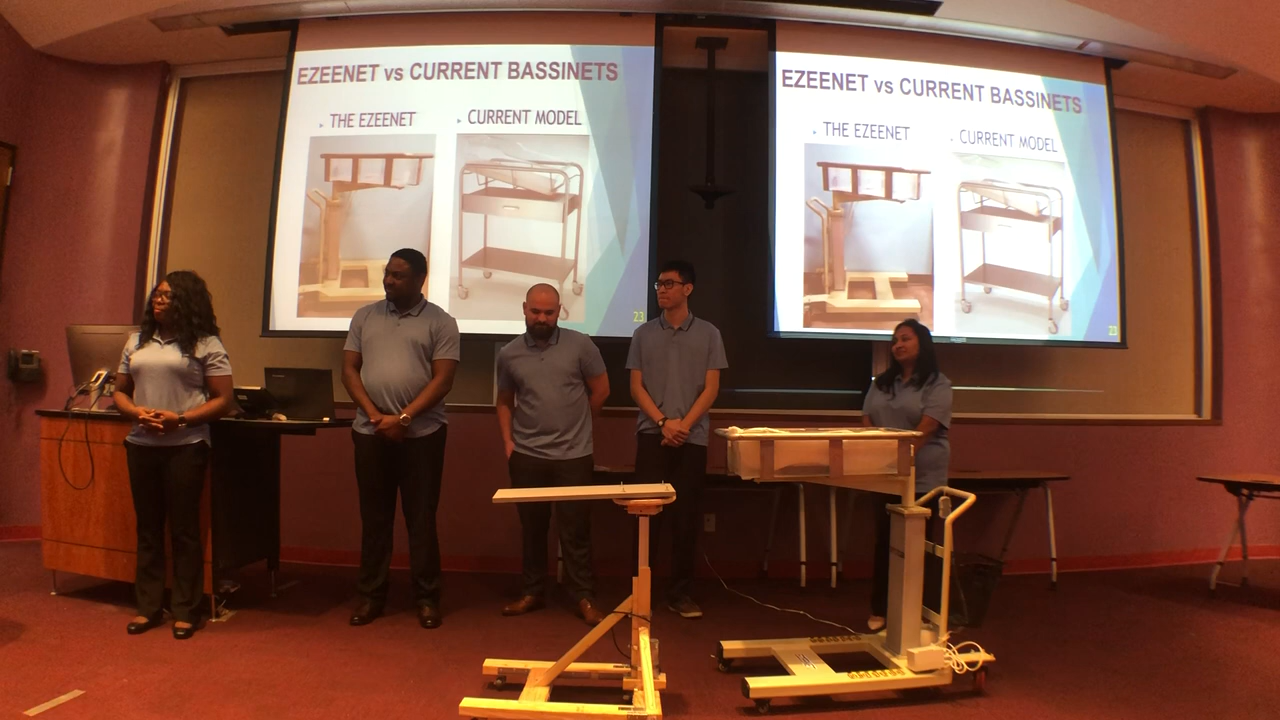 EZEENET vs CURRENT BASSINETS
THE EZEENET
CURRENT MODEL
23
EZEENET vs CURRENT BASSINETS
THE EZEENET
CURRENT MODEL
23